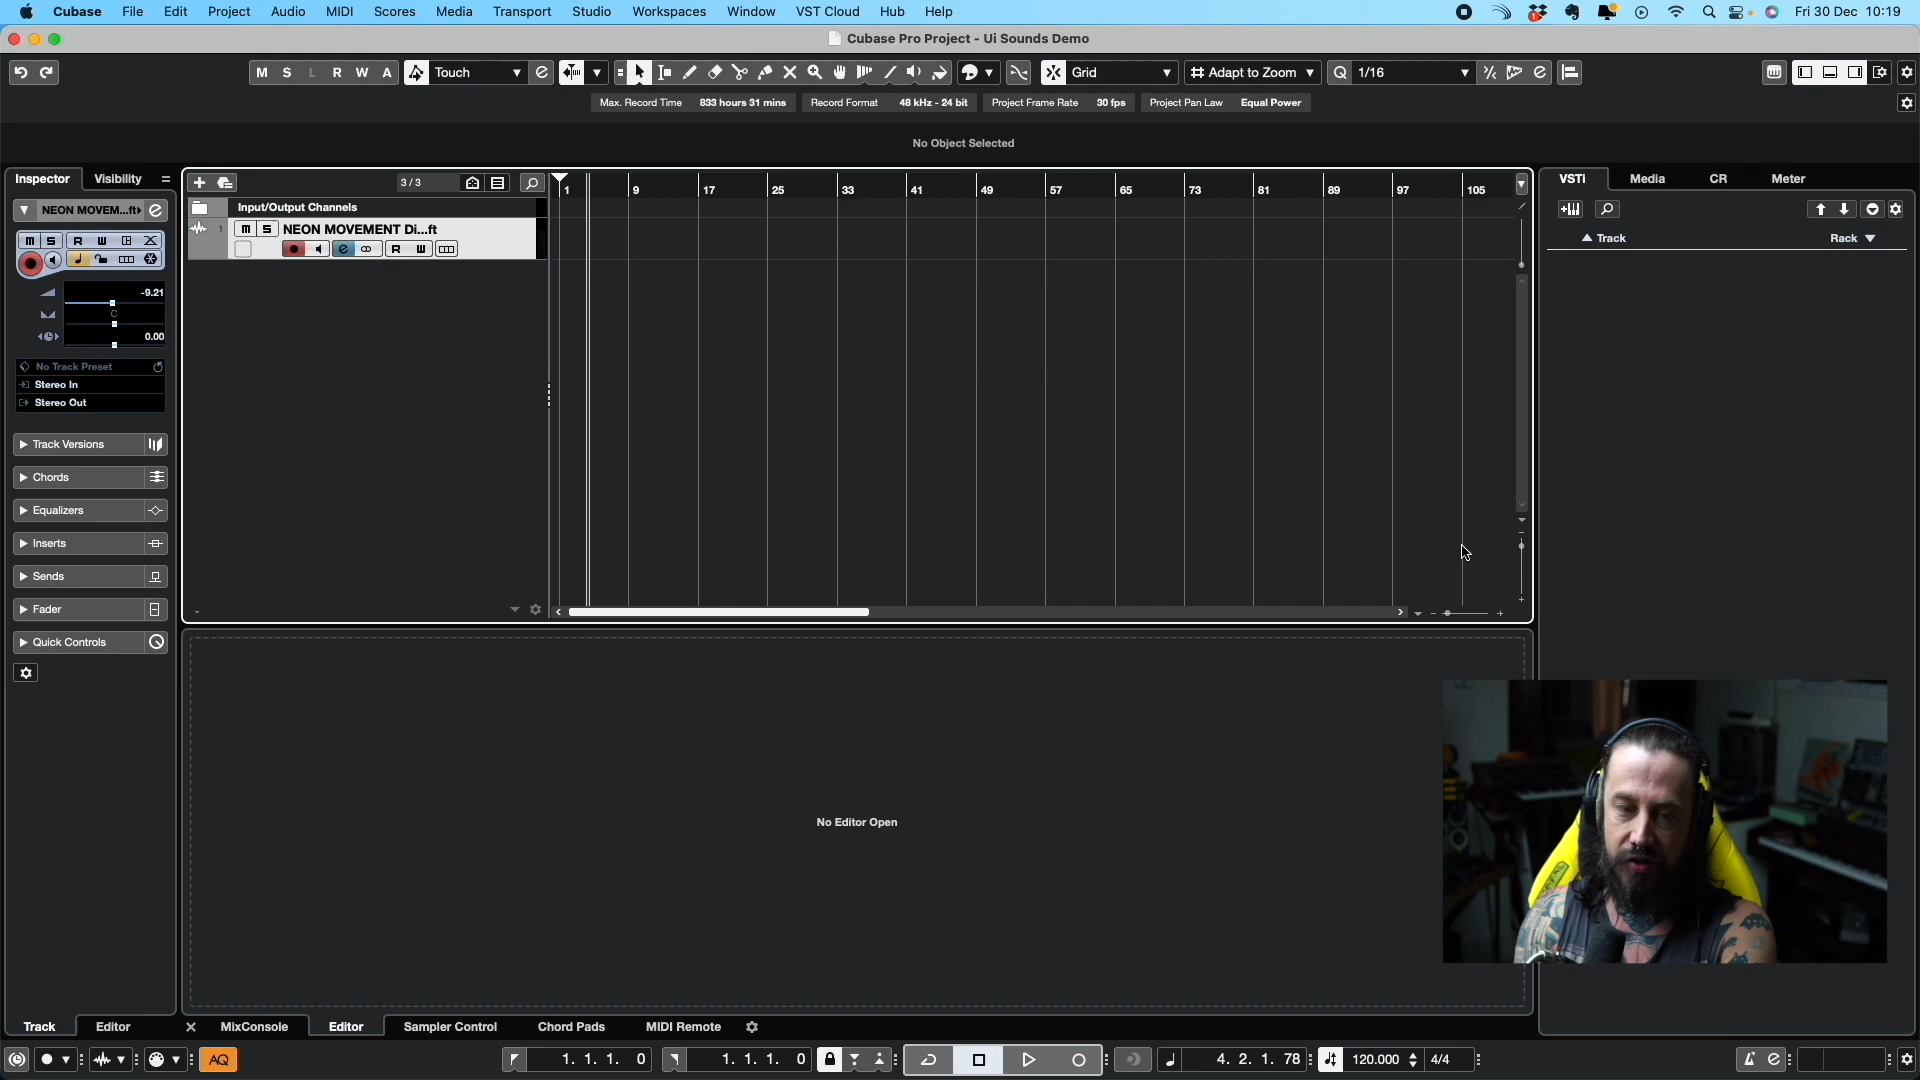 Cubase File Edit Project Audio MIDI Scores Media Transport Studio Workspaces Window VST Cloud Hub Help
Fri 30 Dec 10:19
Cubase Pro Project - Ui Sounds Demo
M S L R W A
Touch
Grid
Adapt to Zoom
Q 1/16
Max. Record Time 833 hours 31 mins
Record Format 48 kHz - 24 bit
Project Frame Rate 30 fps
Project Pan Law Equal Power
No Object Selected
Inspector Visibility
NEON MOVEM...ft
m S R W
-9.21
C
0.00
No Track Preset
Stereo In
Stereo Out
Track Versions
Chords
Equalizers
Inserts
Sends
Fader
Quick Controls
3/3
1 9 17 25 33 41 49 57 65 73 81 89 97 105
Input/Output Channels
1 m S NEON MOVEMENT Di...ft
e R W
VSTi Media CR Meter
Track Rack
No Editor Open
Track Editor
MixConsole Editor Sampler Control Chord Pads MIDI Remote
AQ
1. 1. 1. 0
1. 1. 1. 0
4. 2. 1. 78
120.000
4/4